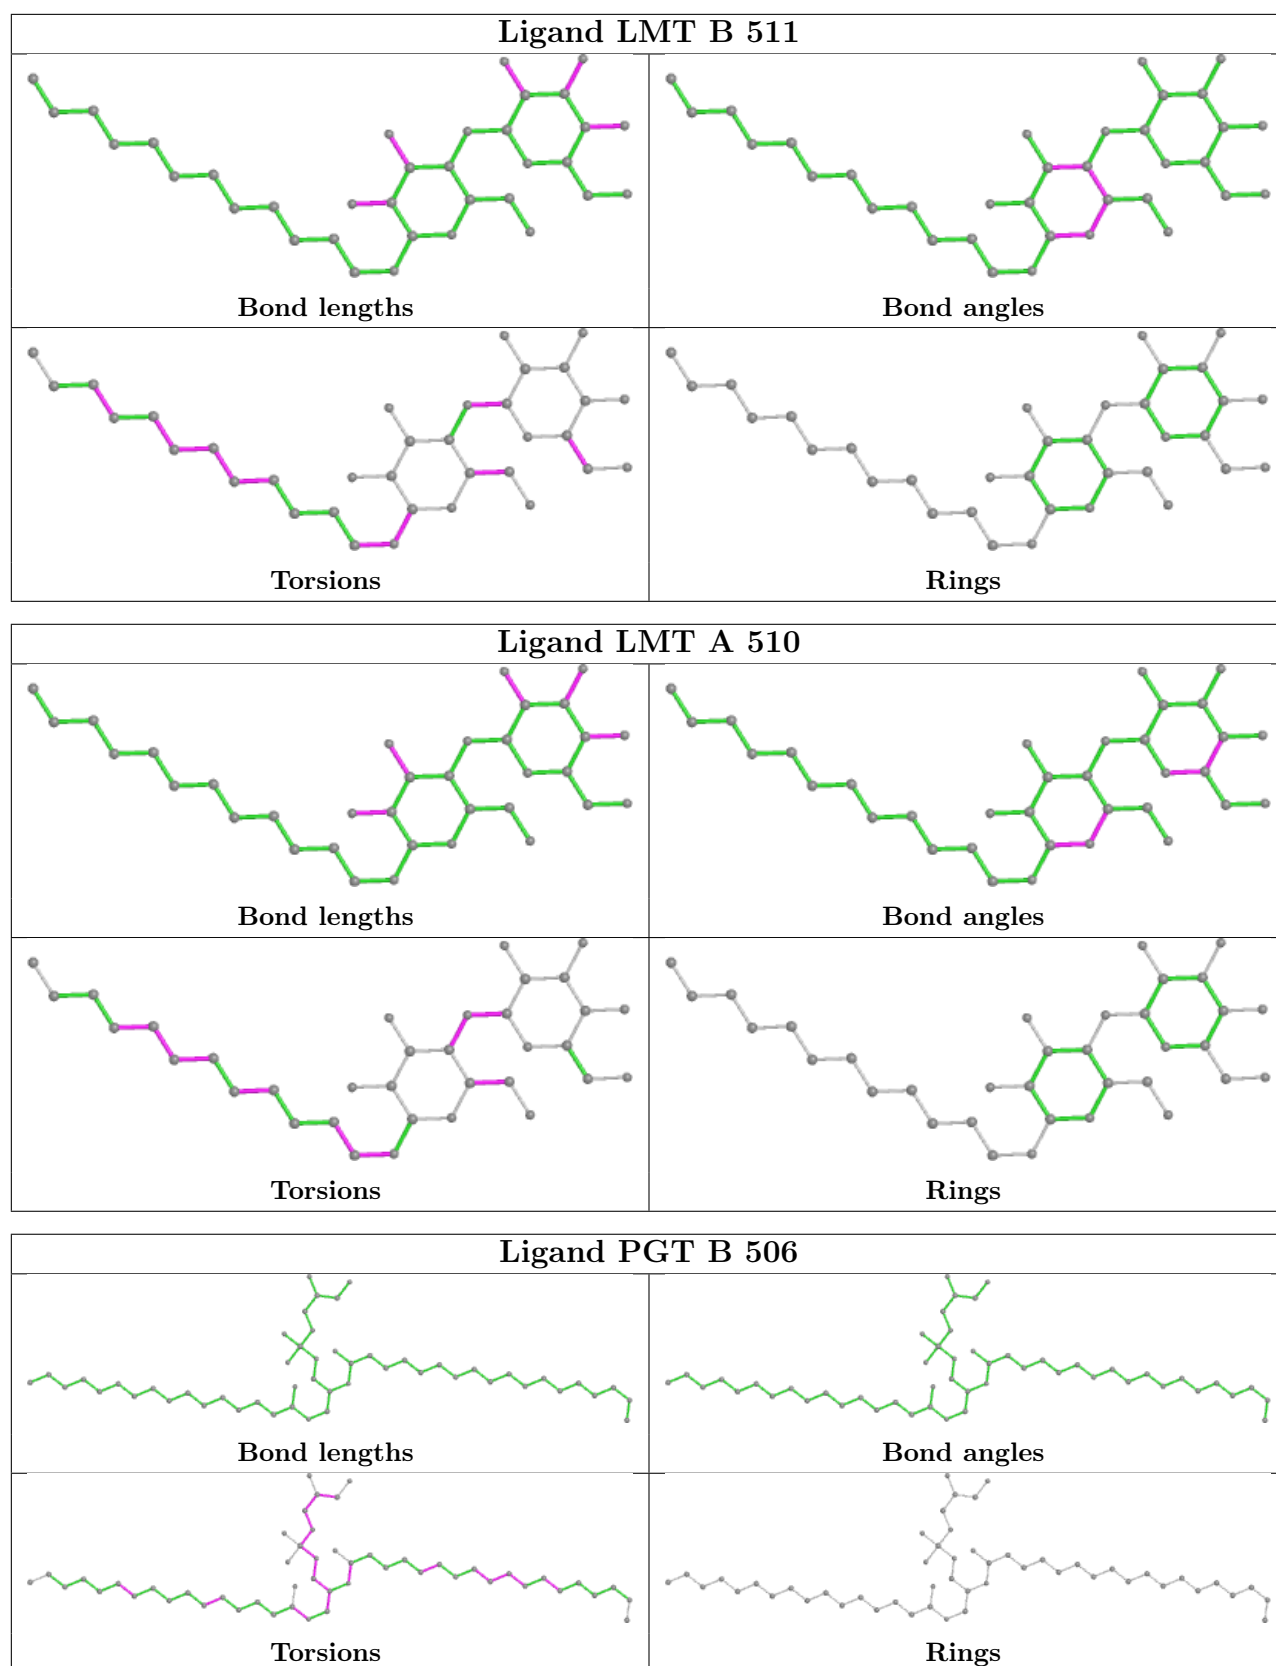 Ligand LMT B 511
Bond lengths
Bond angles
Torsions
Rings
Ligand LMT A 510
Bond lengths
Bond angles
Torsions
Rings
Ligand PGT B 506
Bond lengths
Bond angles
Torsions
Rings